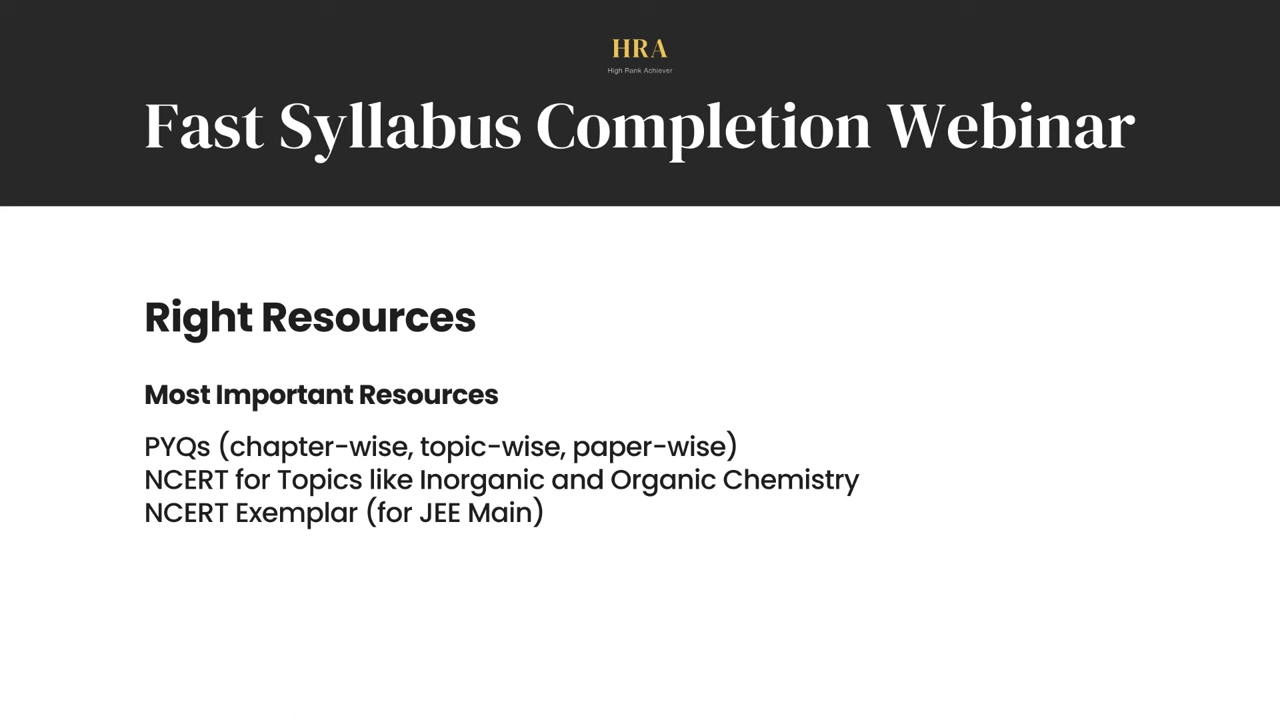 HRA
High Rank Achiever
Fast Syllabus Completion Webinar
Right Resources
Most Important Resources
PYQs (chapter-wise, topic-wise, paper-wise)
NCERT for Topics like Inorganic and Organic Chemistry
NCERT Exemplar (for JEE Main)